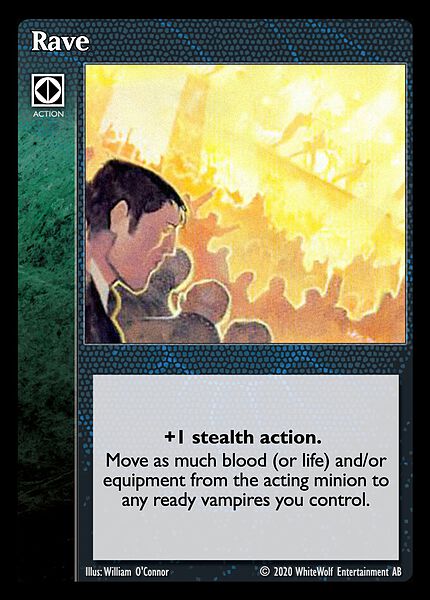 Rave
ACTION
+1 stealth action.
Move as much blood (or life) and/or
equipment from the acting minion to
any ready vampires you control.
Illus: William O'Connor
© 2020 WhiteWolf Entertainment AB